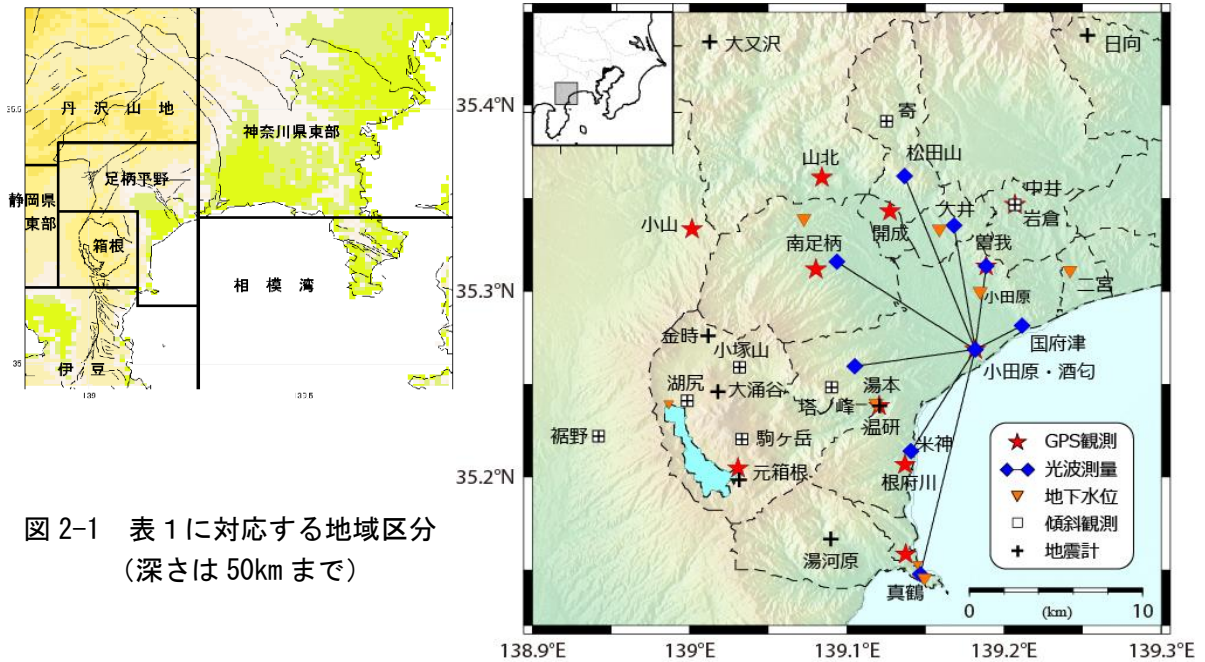 丹沢山地
神奈川県東部
足柄平野
静岡県
東部
箱根
相模湾
伊豆
35.5
35
139
139.5
図 2-1 表１に対応する地域区分
（深さは 50km まで）
大又沢
日向
寄
山北
松田山
中井
小山
開成
大井
岩倉
南足柄
曽我
小田原
二宮
金時
小塚山
国府津
小田原・酒匂
湖尻
大涌谷
湯本
塔ノ峰
温研
裾野
駒ヶ岳
米神
元箱根
根府川
湯河原
真鶴
GPS観測
光波測量
地下水位
傾斜観測
地震計
0 (km) 10
35.4°N
35.3°N
35.2°N
138.9°E 139°E 139.1°E 139.2°E 139.3°E